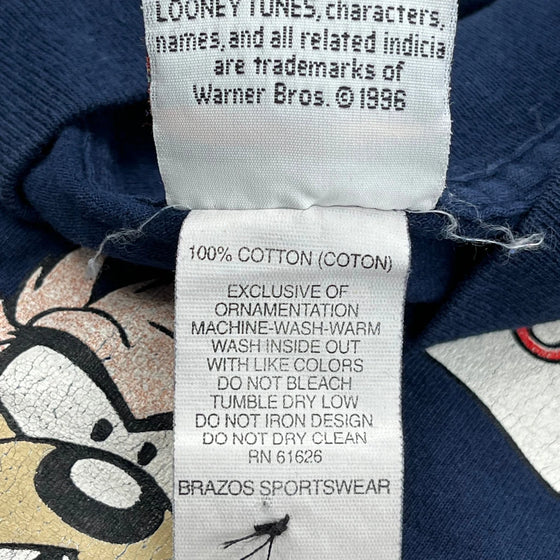 LOONEY TUNES, characters,
names, and all related indicia
are trademarks of
Warner Bros. © 1996
100% COTTON (COTON)
EXCLUSIVE OF
ORNAMENTATION
MACHINE-WASH-WARM
WASH INSIDE OUT
WITH LIKE COLORS
DO NOT BLEACH
TUMBLE DRY LOW
DO NOT IRON DESIGN
DO NOT DRY CLEAN
RN 61626
BRAZOS SPORTSWEAR